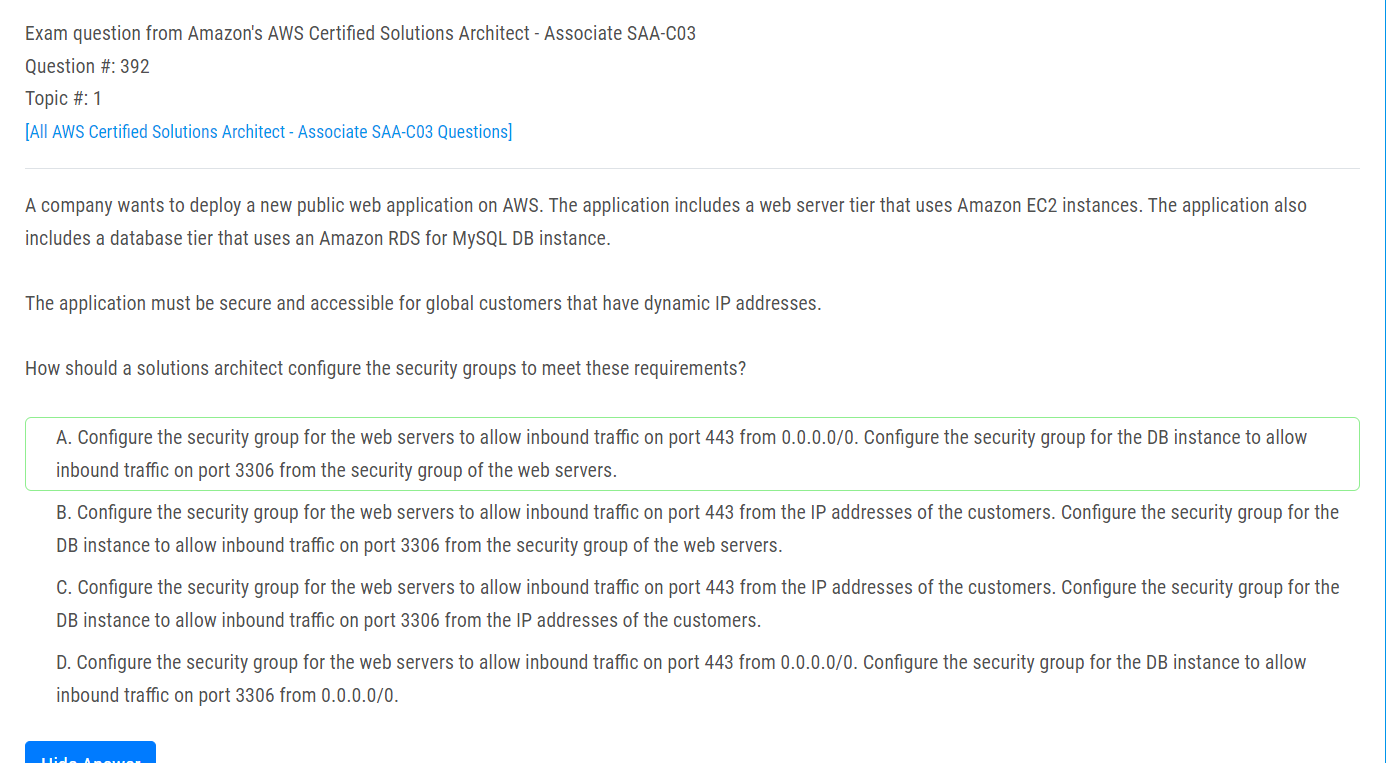 Exam question from Amazon's AWS Certified Solutions Architect - Associate SAA-C03
Question #: 392
Topic #: 1
[All AWS Certified Solutions Architect - Associate SAA-C03 Questions]
A company wants to deploy a new public web application on AWS. The application includes a web server tier that uses Amazon EC2 instances. The application also
includes a database tier that uses an Amazon RDS for MySQL DB instance.
The application must be secure and accessible for global customers that have dynamic IP addresses.
How should a solutions architect configure the security groups to meet these requirements?
A. Configure the security group for the web servers to allow inbound traffic on port 443 from 0.0.0.0/0. Configure the security group for the DB instance to allow
inbound traffic on port 3306 from the security group of the web servers.
B. Configure the security group for the web servers to allow inbound traffic on port 443 from the IP addresses of the customers. Configure the security group for the
DB instance to allow inbound traffic on port 3306 from the security group of the web servers.
C. Configure the security group for the web servers to allow inbound traffic on port 443 from the IP addresses of the customers. Configure the security group for the
DB instance to allow inbound traffic on port 3306 from the IP addresses of the customers.
D. Configure the security group for the web servers to allow inbound traffic on port 443 from 0.0.0.0/0. Configure the security group for the DB instance to allow
inbound traffic on port 3306 from 0.0.0.0/0.
Hide Answer